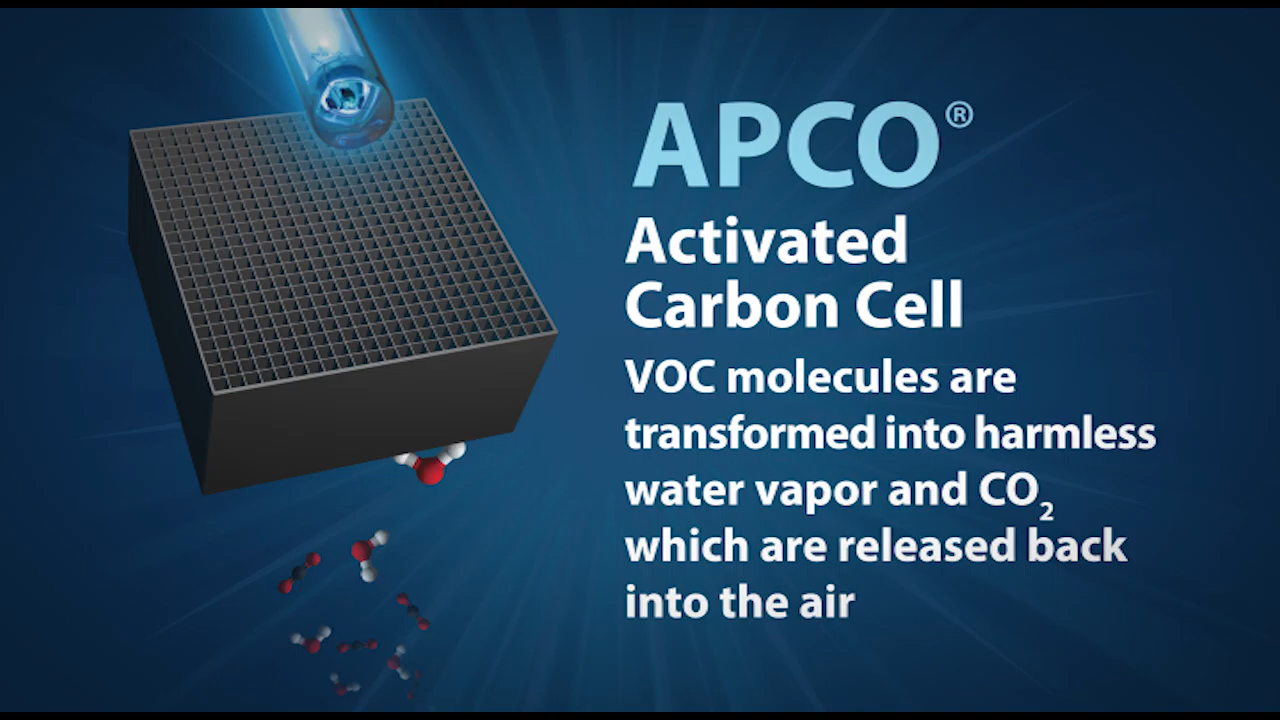 APCO®
Activated
Carbon Cell
VOC molecules are
transformed into harmless
water vapor and CO₂
which are released back
into the air